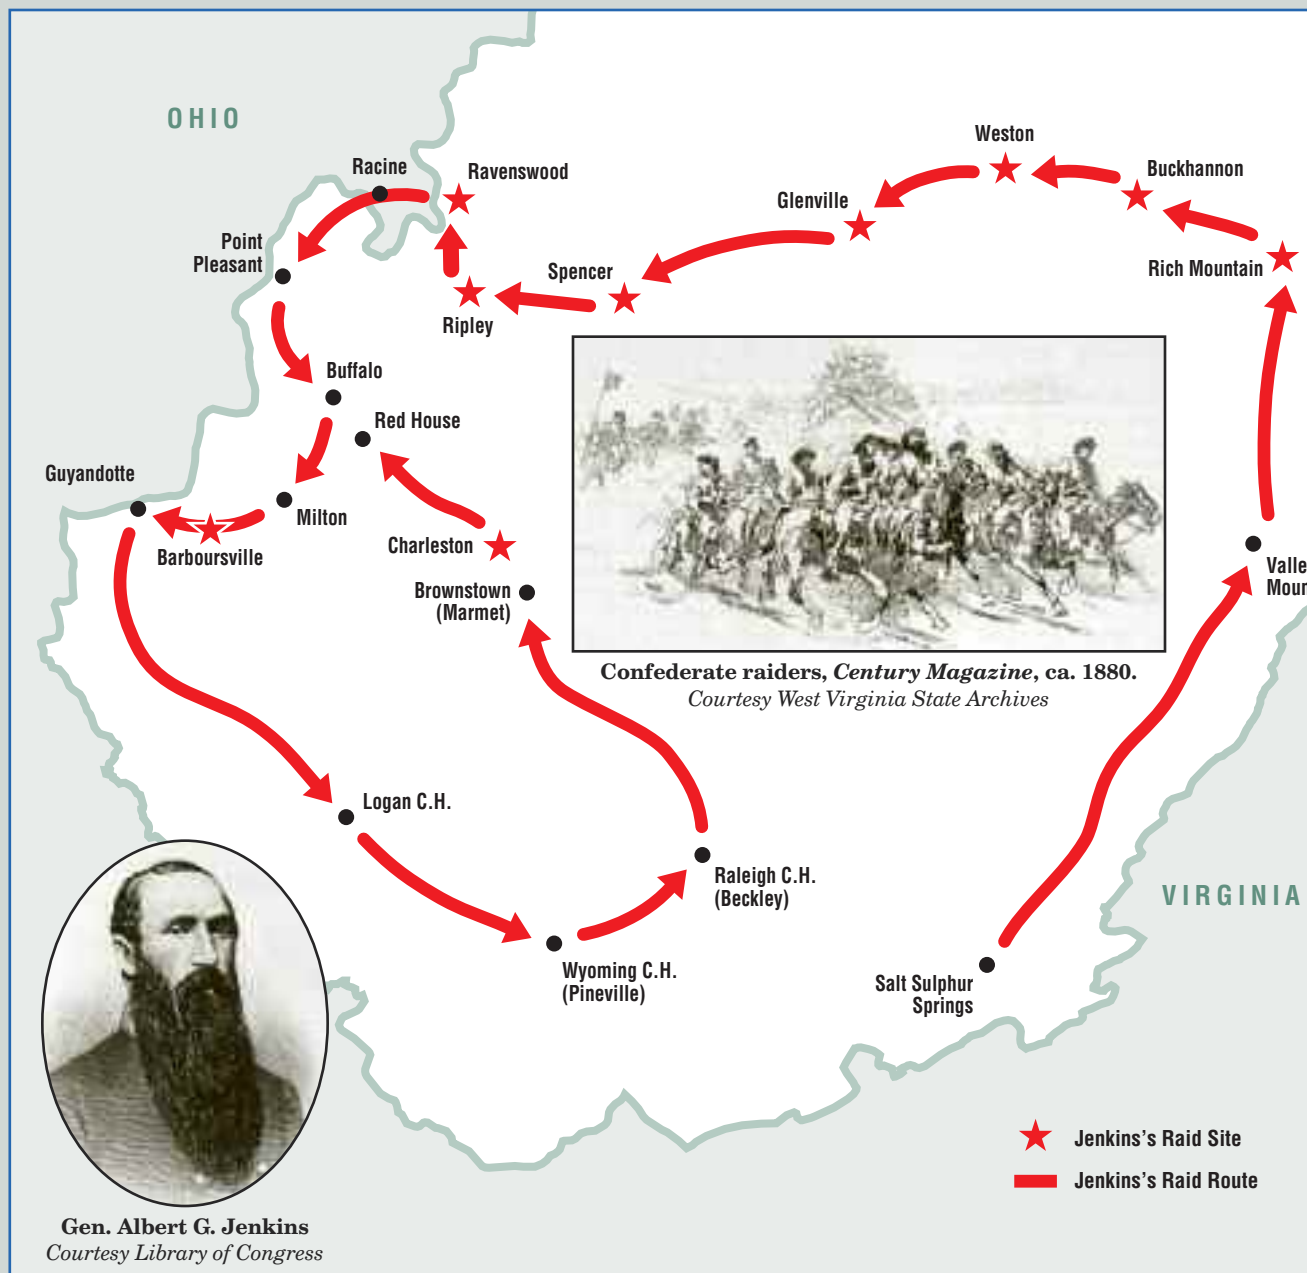 OHIO
Weston
Racine
Ravenswood
Buckhannon
Glenville
Point
Pleasant
Spencer
Rich Mountain
Ripley
Buffalo
Red House
Guyandotte
Milton
Charleston
Barboursville
Brownstown
(Marmet)
Confederate raiders, Century Magazine, ca. 1880.
Courtesy West Virginia State Archives
Logan C.H.
Raleigh C.H.
(Beckley)
VIRGINIA
Wyoming C.H.
(Pineville)
Salt Sulphur
Springs
Jenkins's Raid Site
Jenkins's Raid Route
Gen. Albert G. Jenkins
Courtesy Library of Congress